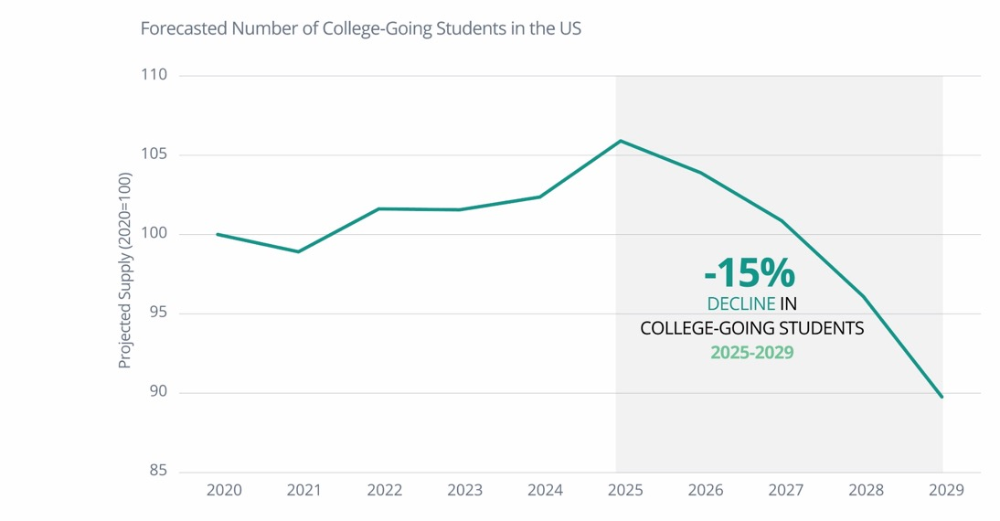 Forecasted Number of College-Going Students in the US
110
105
100
95
90
85
Projected Supply (2020=100)
-15%
DECLINE IN
COLLEGE-GOING STUDENTS
2025-2029
2020 2021 2022 2023 2024 2025 2026 2027 2028 2029